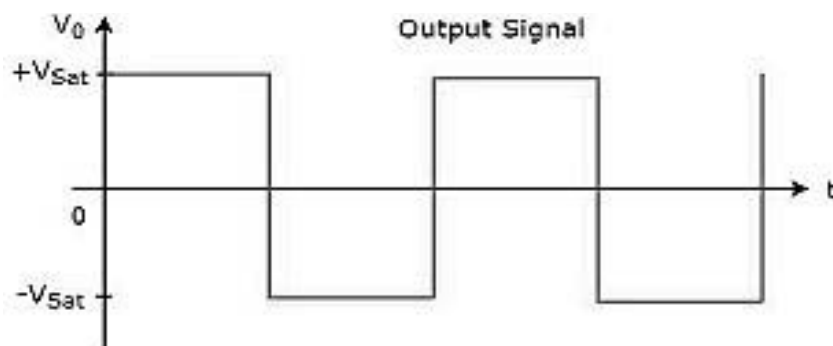 V₀
Output Signal
+VSat
t
0
-VSat